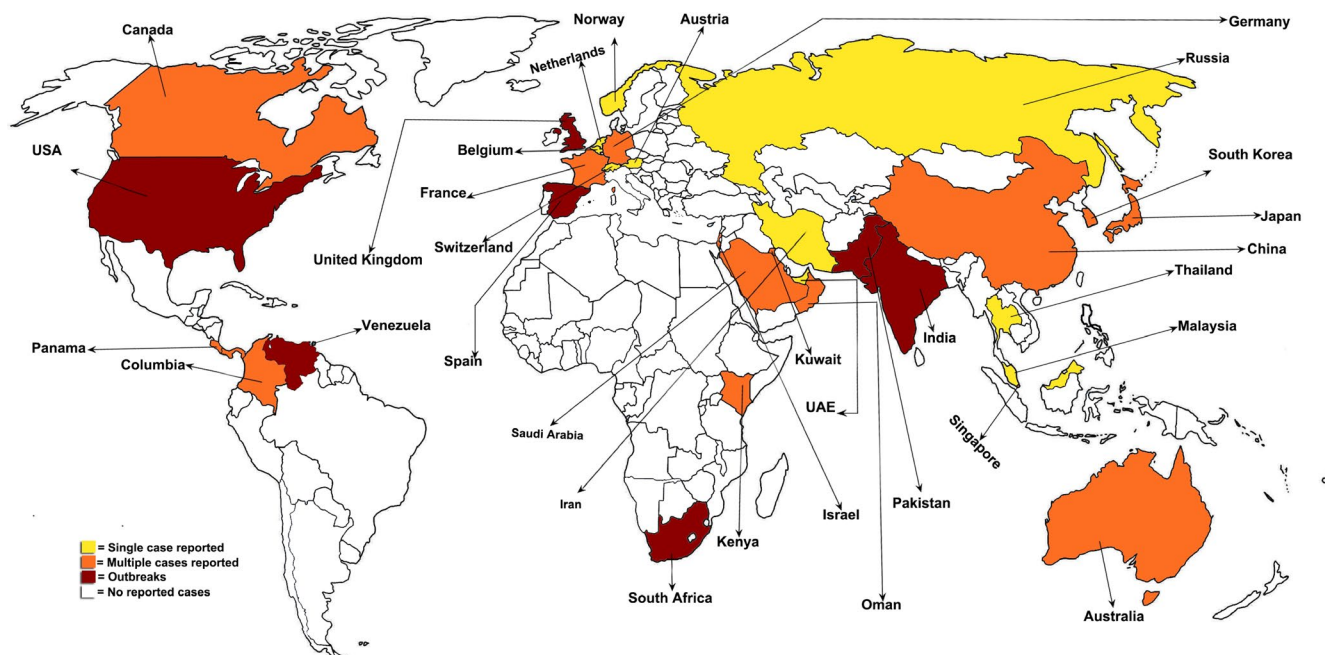 Norway
Austria
Germany
Canada
Netherlands
Russia
USA
Belgium
South Korea
France
Japan
Switzerland
China
United Kingdom
Thailand
Venezuela
Malaysia
Panama
Columbia
Spain
India
Kuwait
UAE
Singapore
Saudi Arabia
Iran
Israel
Pakistan
Kenya
South Africa
Oman
Australia
= Single case reported
= Multiple cases reported
= Outbreaks
= No reported cases